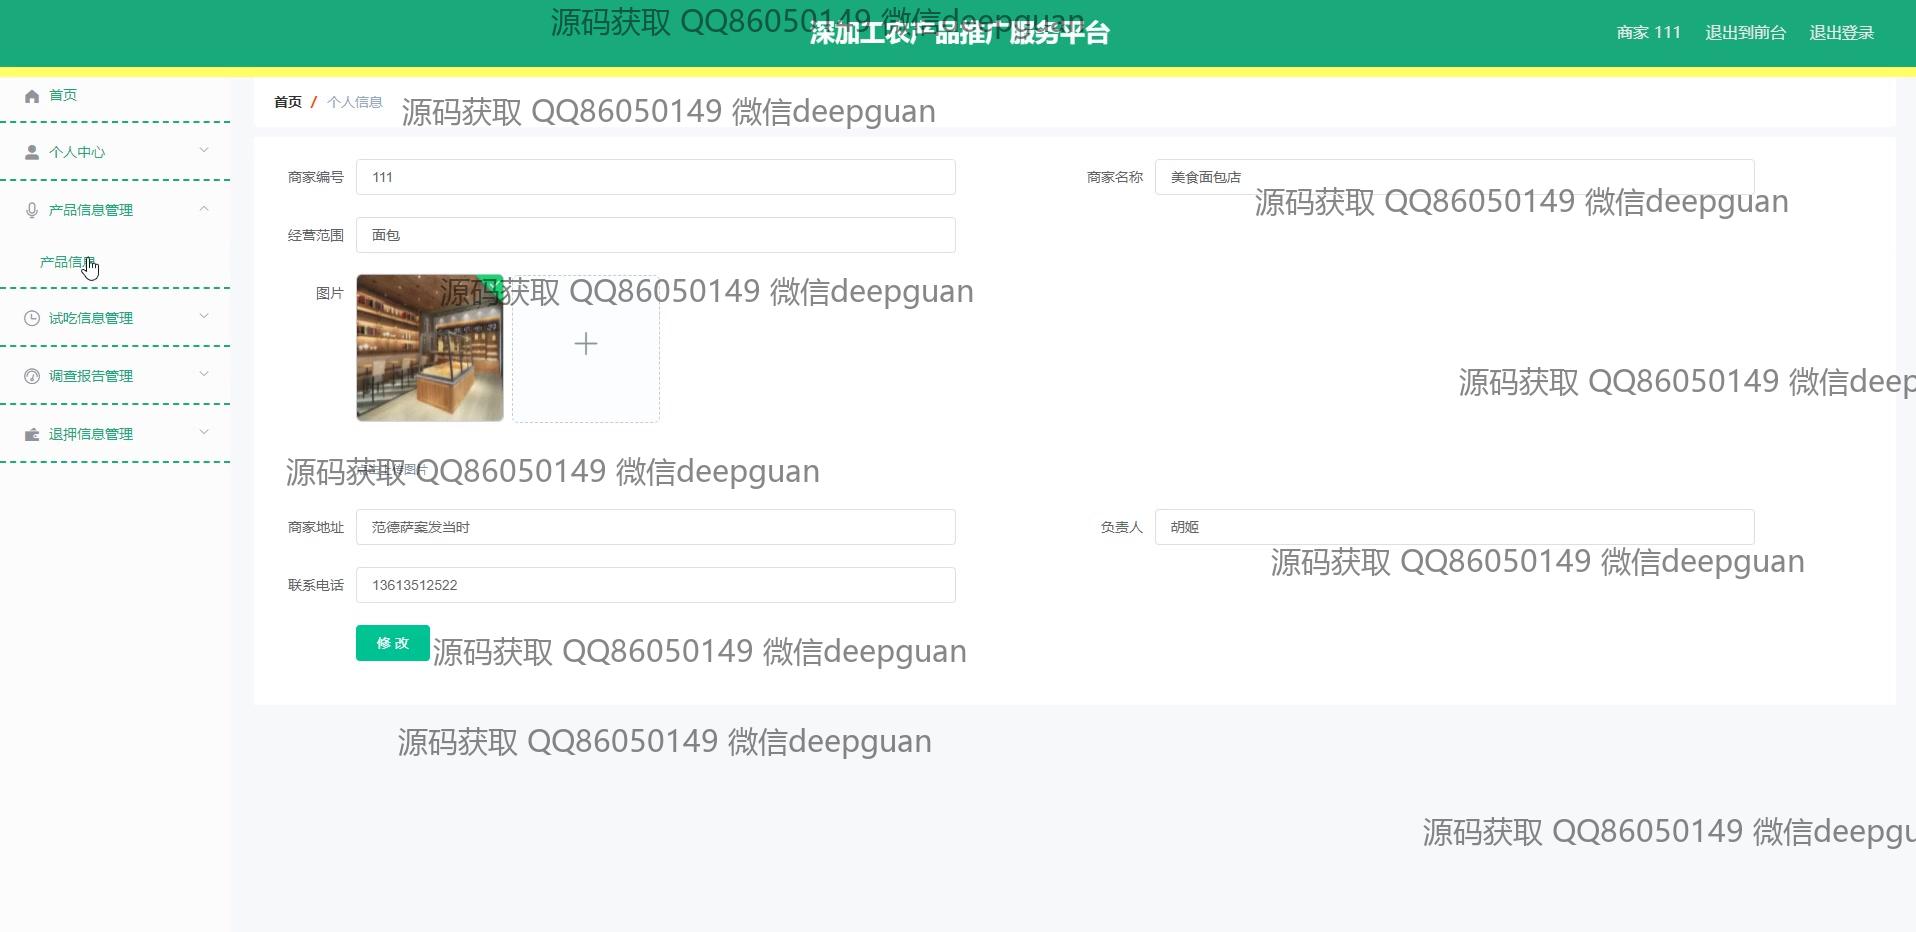 源码获取 QQ86050149 微信deepguan
深加工农产品推广服务平台
商家 111 退出到前台 退出登录
首页
首页 / 个人信息
源码获取 QQ86050149 微信deepguan
个人中心
商家编号 111
商家名称 美食面包店
源码获取 QQ86050149 微信deepguan
产品信息管理
经营范围 面包
产品信息
图片
源码获取 QQ86050149 微信deepguan
试吃信息管理
调查报告管理
源码获取 QQ86050149 微信deep
退押信息管理
点击上传图片
源码获取 QQ86050149 微信deepguan
商家地址 范德萨案发当时
负责人 胡姬
源码获取 QQ86050149 微信deepguan
联系电话 13613512522
修改
源码获取 QQ86050149 微信deepguan
源码获取 QQ86050149 微信deepguan
源码获取 QQ86050149 微信deepgu